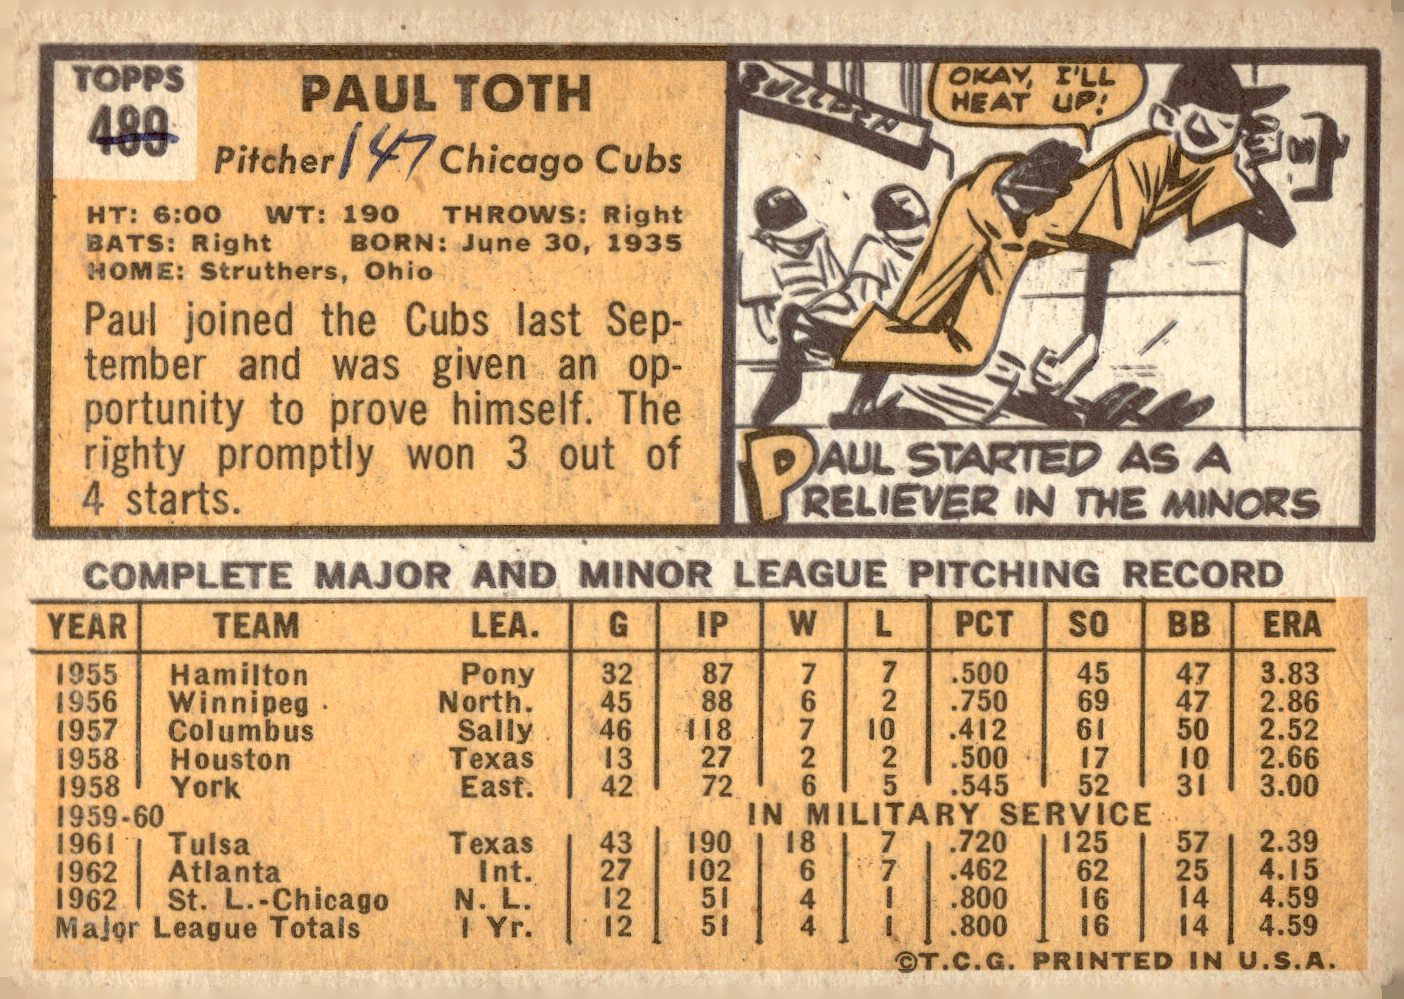 TOPPS
489
PAUL TOTH
Pitcher 147 Chicago Cubs
HT: 6:00 WT: 190 THROWS: Right
BATS: Right BORN: June 30, 1935
HOME: Struthers, Ohio
Paul joined the Cubs last Sep-
tember and was given an op-
portunity to prove himself. The
righty promptly won 3 out of
4 starts.
BULLPEN
OKAY, I'LL
HEAT UP!
PAUL STARTED AS A
RELIEVER IN THE MINORS
COMPLETE MAJOR AND MINOR LEAGUE PITCHING RECORD
YEAR TEAM LEA. G IP W L PCT SO BB ERA
1955 Hamilton Pony 32 87 7 7 .500 45 47 3.83
1956 Winnipeg North. 45 88 6 2 .750 69 47 2.86
1957 Columbus Sally 46 118 7 10 .412 61 50 2.52
1958 Houston Texas 13 27 2 2 .500 17 10 2.66
1958 York East. 42 72 6 5 .545 52 31 3.00
1959-60 IN MILITARY SERVICE
1961 Tulsa Texas 43 190 18 7 .720 125 57 2.39
1962 Atlanta Int. 27 102 6 7 .462 62 25 4.15
1962 St. L.-Chicago N. L. 12 51 4 1 .800 16 14 4.59
Major League Totals 1 Yr. 12 51 4 1 .800 16 14 4.59
©T.C.G. PRINTED IN U.S.A.